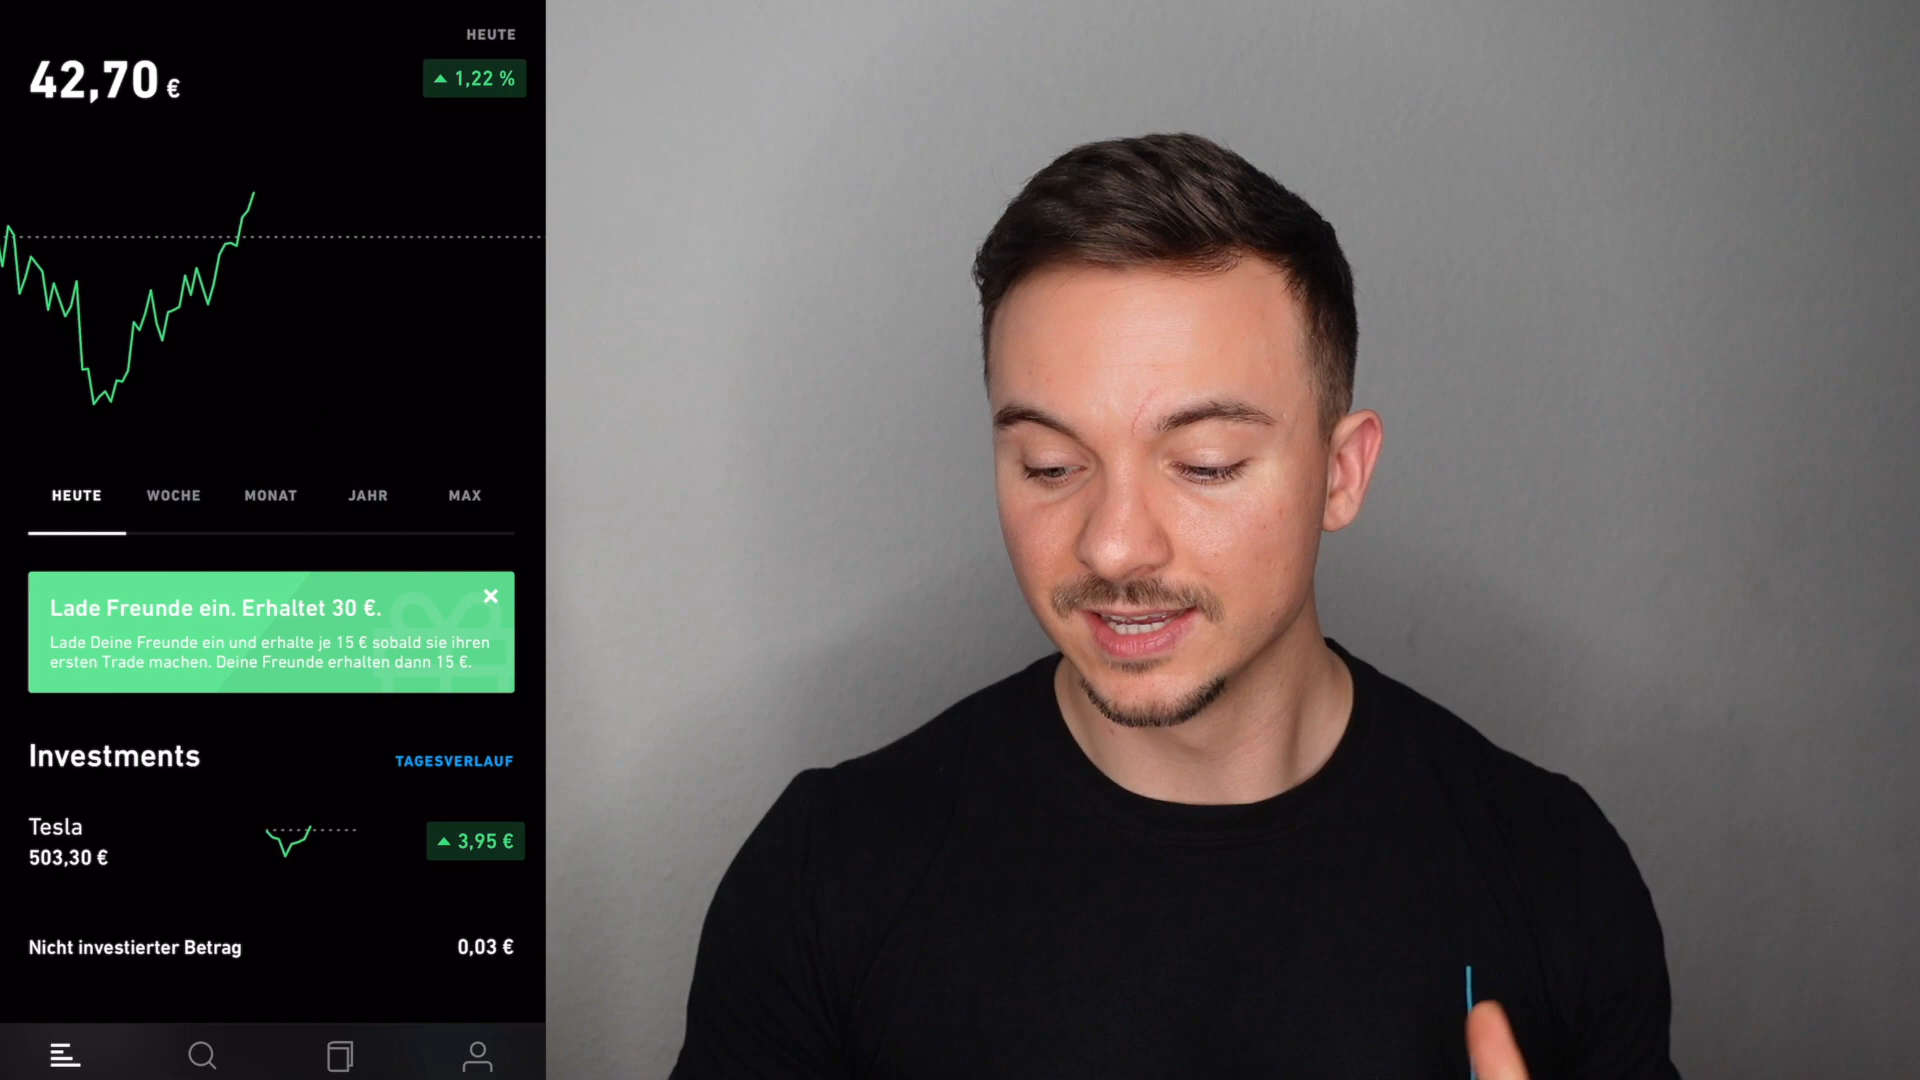 HEUTE
42,70 €
1,22 %
HEUTE WOCHE MONAT JAHR MAX
Lade Freunde ein. Erhaltet 30 €.
Lade Deine Freunde ein und erhalte je 15 € sobald sie ihren
ersten Trade machen. Deine Freunde erhalten dann 15 €.
Investments TAGESVERLAUF
Tesla
503,30 €
3,95 €
Nicht investierter Betrag 0,03 €